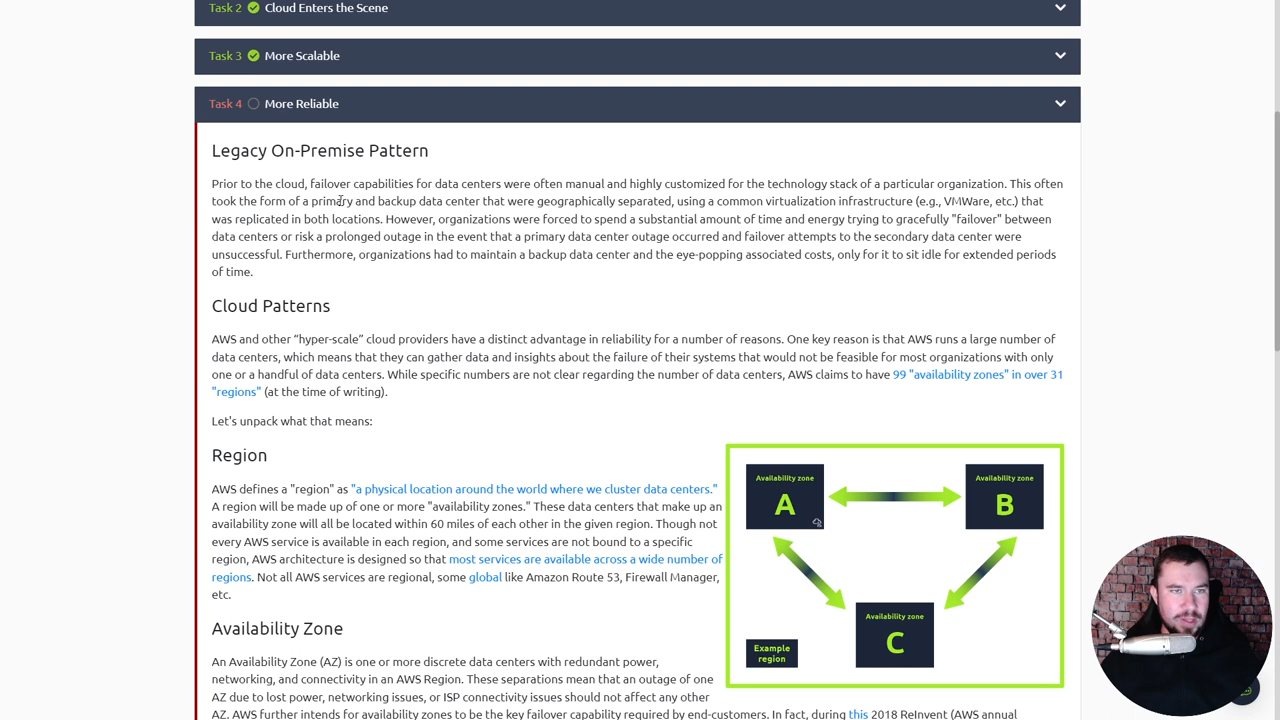 Task 2 Cloud Enters the Scene
Task 3 More Scalable
Task 4 More Reliable
Legacy On-Premise Pattern
Prior to the cloud, failover capabilities for data centers were often manual and highly customized for the technology stack of a particular organization. This often
took the form of a primary and backup data center that were geographically separated, using a common virtualization infrastructure (e.g., VMWare, etc.) that
was replicated in both locations. However, organizations were forced to spend a substantial amount of time and energy trying to gracefully "failover" between
data centers or risk a prolonged outage in the event that a primary data center outage occurred and failover attempts to the secondary data center were
unsuccessful. Furthermore, organizations had to maintain a backup data center and the eye-popping associated costs, only for it to sit idle for extended periods
of time.
Cloud Patterns
AWS and other “hyper-scale” cloud providers have a distinct advantage in reliability for a number of reasons. One key reason is that AWS runs a large number of
data centers, which means that they can gather data and insights about the failure of their systems that would not be feasible for most organizations with only
one or a handful of data centers. While specific numbers are not clear regarding the number of data centers, AWS claims to have 99 "availability zones" in over 31
"regions" (at the time of writing).
Let's unpack what that means:
Region
AWS defines a "region" as "a physical location around the world where we cluster data centers."
A region will be made up of one or more "availability zones." These data centers that make up an
availability zone will all be located within 60 miles of each other in the given region. Though not
every AWS service is available in each region, and some services are not bound to a specific
region, AWS architecture is designed so that most services are available across a wide number of
regions. Not all AWS services are regional, some global like Amazon Route 53, Firewall Manager,
etc.
Availability zone
A
Availability zone
B
Availability zone
C
Example
region
Availability Zone
An Availability Zone (AZ) is one or more discrete data centers with redundant power,
networking, and connectivity in an AWS Region. These separations mean that an outage of one
AZ due to lost power, networking issues, or ISP connectivity issues should not affect any other
AZ. AWS further intends for availability zones to be the key failover capability required by end-customers. In fact, during this 2018 ReInvent (AWS annual